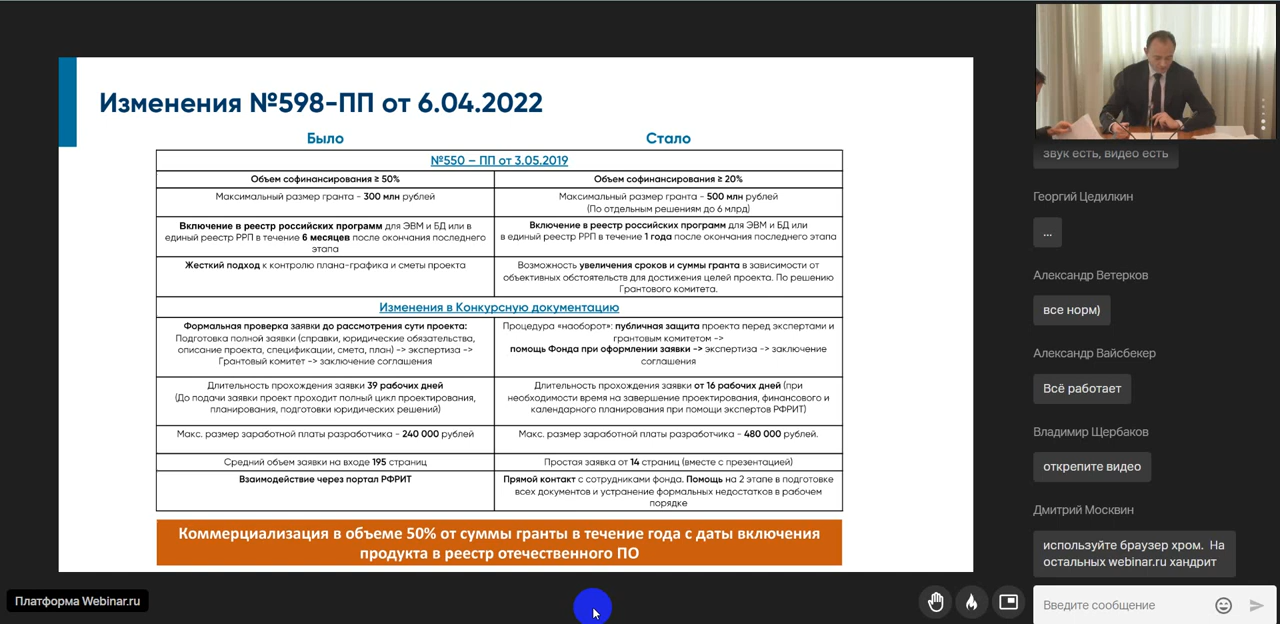 Изменения №598-ПП от 6.04.2022
Было
Стало
№550 – ПП от 3.05.2019
Объем софинансирования ≥ 50%
Объем софинансирования ≥ 20%
Максимальный размер гранта - 300 млн рублей
Максимальный размер гранта - 500 млн рублей
(По отдельным решениям до 6 млрд)
Включение в реестр российских программ для ЭВМ и БД или в
единый реестр РРП в течение 6 месяцев после окончания последнего
этапа
Включение в реестр российских программ для ЭВМ и БД или
в единый реестр РРП в течение 1 года после окончания последнего этапа
Жесткий подход к контролю плана-графика и сметы проекта
Возможность увеличения сроков и суммы гранта в зависимости от
объективных обстоятельств для достижения целей проекта. По решению
Грантового комитета.
Изменения в Конкурсную документацию
Формальная проверка заявки до рассмотрения сути проекта:
Подготовка полной заявки (справки, юридические обязательства,
описание проекта, спецификации, смета, план) -> экспертиза ->
Грантовый комитет -> заключение соглашения
Процедура «наоборот»: публичная защита проекта перед экспертами и
грантовым комитетом ->
помощь Фонда при оформлении заявки -> экспертиза -> заключение
соглашения
Длительность прохождения заявки 39 рабочих дней
(До подачи заявки проект проходит полный цикл проектирования,
планирования, подготовки юридических решений)
Длительность прохождения заявки от 16 рабочих дней (при
необходимости время на завершение проектирования, финансового и
календарного планирования при помощи экспертов РФРИТ)
Макс. размер заработной платы разработчика - 240 000 рублей
Макс. размер заработной платы разработчика - 480 000 рублей.
Средний объем заявки на входе 195 страниц
Простая заявка от 14 страниц (вместе с презентацией)
Взаимодействие через портал РФРИТ
Прямой контакт с сотрудниками фонда. Помощь на 2 этапе в подготовке
всех документов и устранение формальных недостатков в рабочем
порядке
Коммерциализация в объеме 50% от суммы гранты в течение года с даты включения
продукта в реестр отечественного ПО
Платформа Webinar.ru
звук есть, видео есть
Георгий Цедилкин
...
Александр Ветерков
все норм)
Александр Вайсбекер
Всё работает
Владимир Щербаков
открепите видео
Дмитрий Москвин
используйте браузер хром. На
остальных webinar.ru хандрит
Введите сообщение